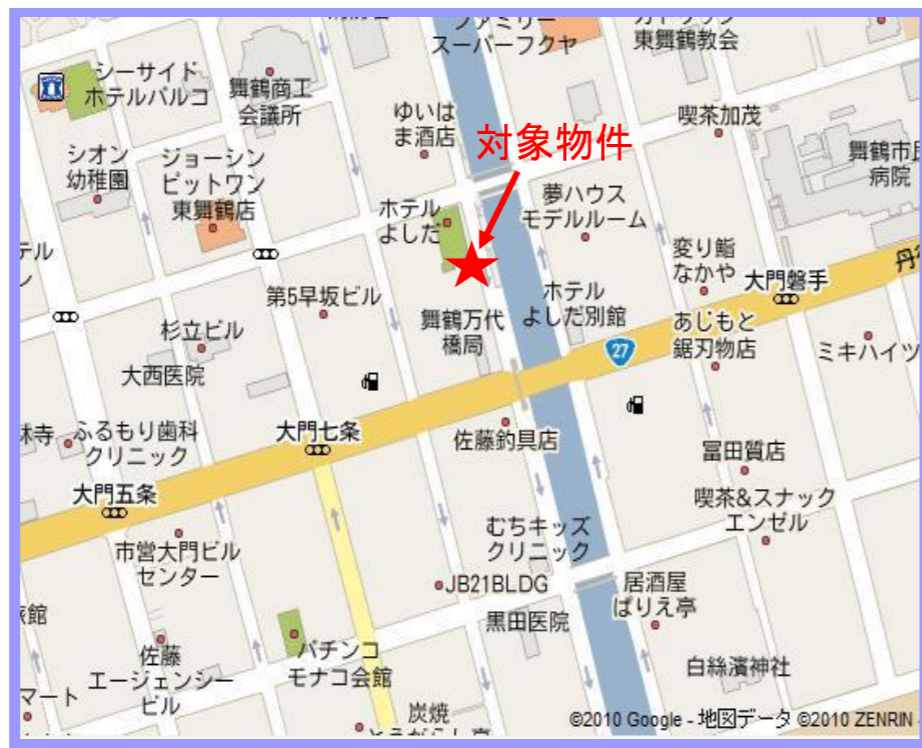 ファミリー
スーパーフクヤ
東舞鶴教会
シーサイド
ホテルバルコ
舞鶴商工
会議所
ゆいは
ま酒店
喫茶加茂
対象物件
舞鶴市民
病院
シオン
幼稚園
ジョーシン
ピットワン
東舞鶴店
ホテル
よしだ
夢ハウス
モデルルーム
変り鮨
なかや
大門磐手
第5早坂ビル
ホテル
よしだ別館
舞鶴万代
橋局
27
あじもと
鋸刃物店
ミキハイツ
杉立ビル
大西医院
ふるもり歯科
クリニック
大門七条
佐藤釣具店
冨田質店
大門五条
喫茶&スナック
エンゼル
市営大門ビル
センター
むちキッズ
クリニック
JB21BLDG
居酒屋
ぱりえ亭
黒田医院
佐藤
エージェンシー
ビル
パチンコ
モナコ会館
白絲濱神社
炭焼
©2010 Google - 地図データ ©2010 ZENRIN -